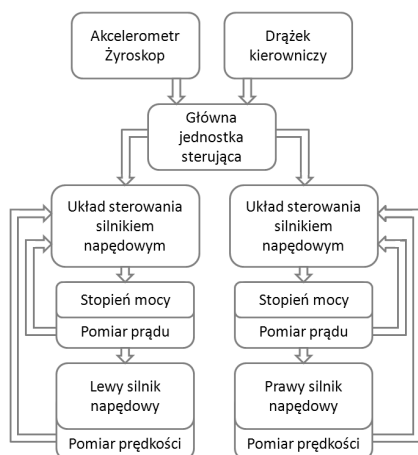 Akcelerometr
Żyroskop
Drążek
kierowniczy
Główna
jednostka
sterująca
Układ sterowania
silnikiem
napędowym
Układ sterowania
silnikiem
napędowym
Stopień mocy
Pomiar prądu
Stopień mocy
Pomiar prądu
Lewy silnik
napędowy
Pomiar prędkości
Prawy silnik
napędowy
Pomiar prędkości